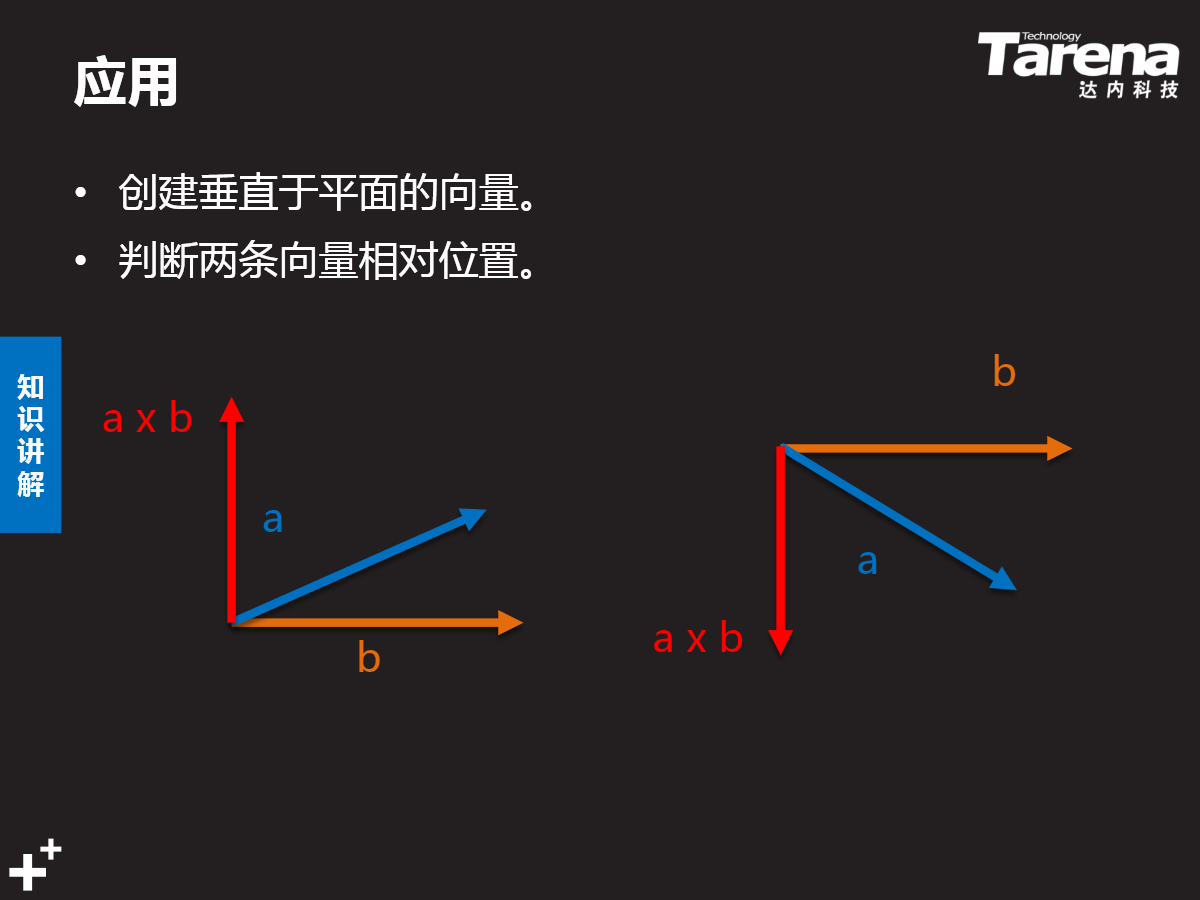 应用
Technology
Tarena
达内科技
• 创建垂直于平面的向量。
• 判断两条向量相对位置。
知识讲解
a x b
a
b
b
a
a x b